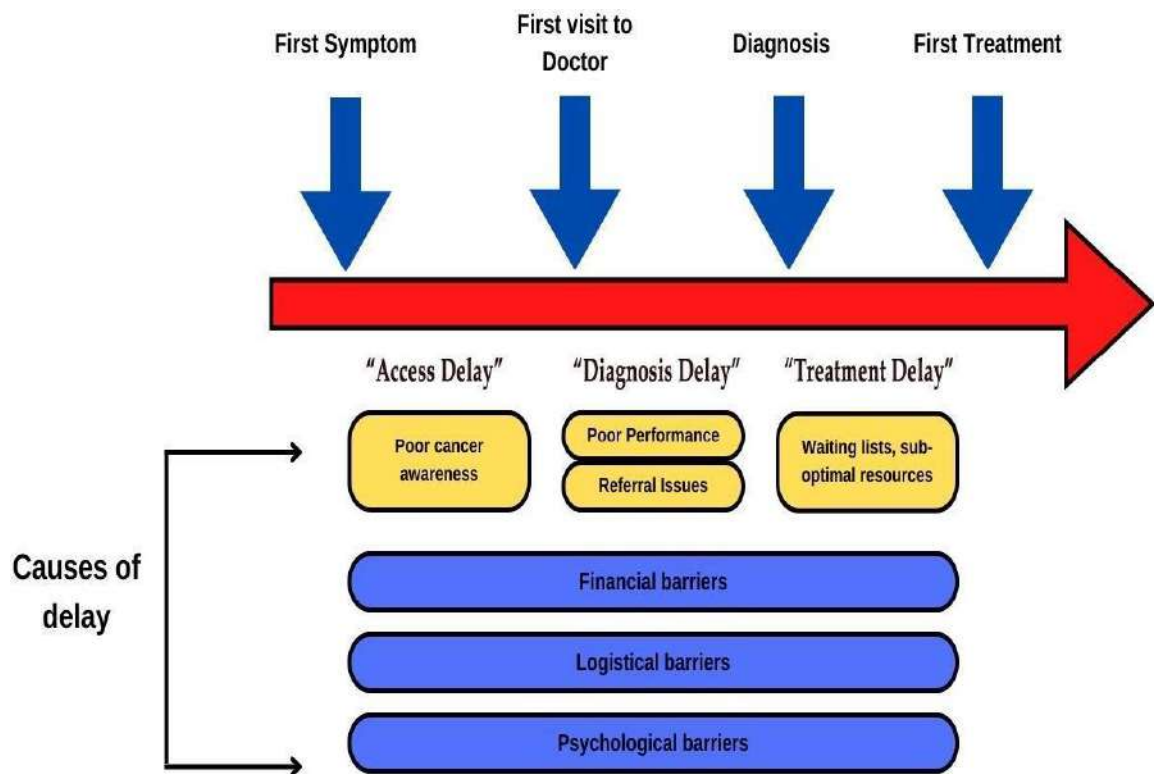 First Symptom
First visit to
Doctor
Diagnosis
First Treatment
“Access Delay”
“Diagnosis Delay”
“Treatment Delay”
Poor cancer
awareness
Poor Performance
Referral Issues
Waiting lists, sub-
optimal resources
Causes of
delay
Financial barriers
Logistical barriers
Psychological barriers